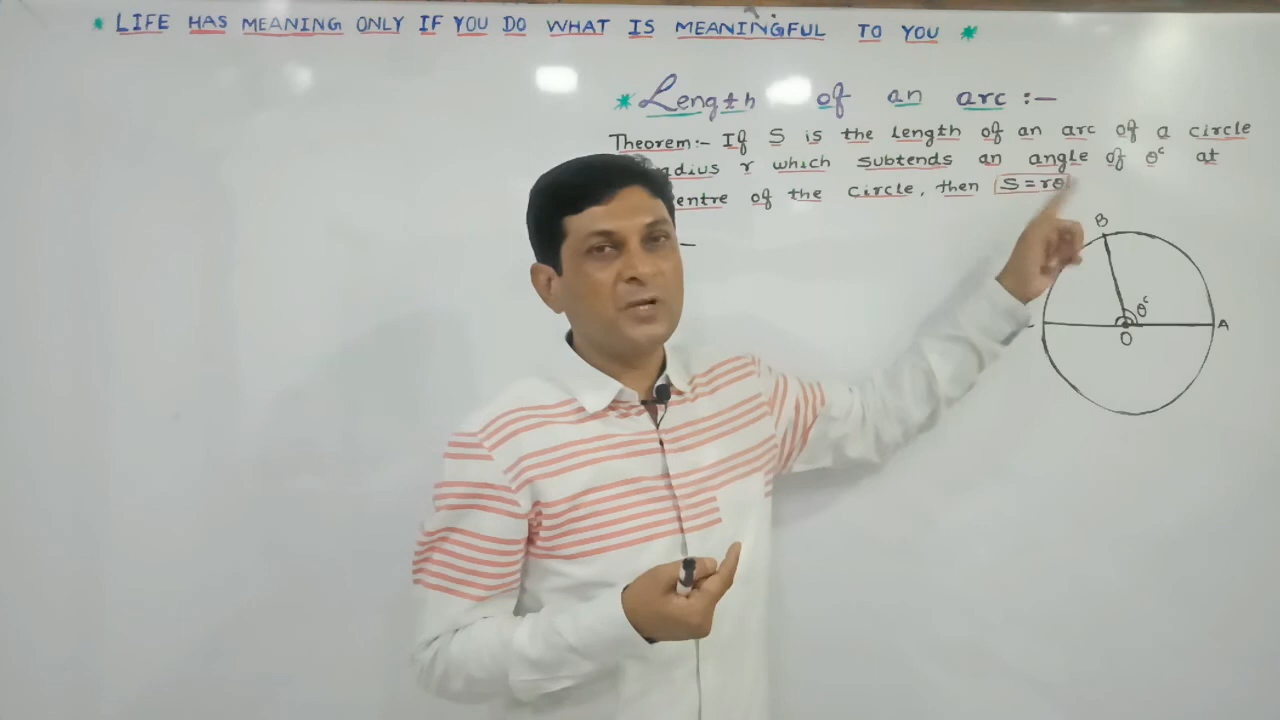 * LIFE HAS MEANING ONLY IF YOU DO WHAT IS MEANINGFUL TO YOU *
* Length of an arc :-
Theorem:- If S is the length of an arc of a circle
adius r which subtends an angle of θᶜ at
entre of the circle, then S=rθ
B
θᶜ
A
O